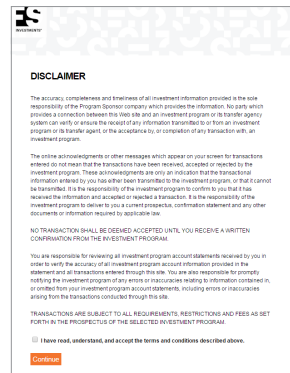 FS
INVESTMENTS
DISCLAIMER
The accuracy, completeness and timeliness of all investment information provided is the sole
responsibility of the Program Sponsor company which provides the information. No party which
provides a connection between this Web site and an investment program or its transfer agency
system can verify or ensure the receipt of any information transmitted to or from an investment
program or its transfer agent, or the acceptance by, or completion of any transaction with, an
investment program.
The online acknowledgments or other messages which appear on your screen for transactions
entered do not mean that the transactions have been received, accepted or rejected by the
investment program. These acknowledgments are only an indication that the transactional
information entered by you has either been transmitted to the investment program, or that it cannot
be transmitted. It is the responsibility of the investment program to confirm to you that it has
received the information and accepted or rejected a transaction. It is the responsibility of the
investment program to deliver to you a current prospectus, confirmation statement and any other
documents or information required by applicable law.
NO TRANSACTION SHALL BE DEEMED ACCEPTED UNTIL YOU RECEIVE A WRITTEN
CONFIRMATION FROM THE INVESTMENT PROGRAM.
You are responsible for reviewing all investment program account statements received by you in
order to verify the accuracy of all investment program account information provided in the
statement and all transactions entered through this site. You are also responsible for promptly
notifying the investment program of any errors or inaccuracies relating to information contained in,
or omitted from your investment program account statements, including errors or inaccuracies
arising from the transactions conducted through this site.
TRANSACTIONS ARE SUBJECT TO ALL REQUIREMENTS, RESTRICTIONS AND FEES AS SET
FORTH IN THE PROSPECTUS OF THE SELECTED INVESTMENT PROGRAM.
I have read, understand, and accept the terms and conditions described above.
Continue